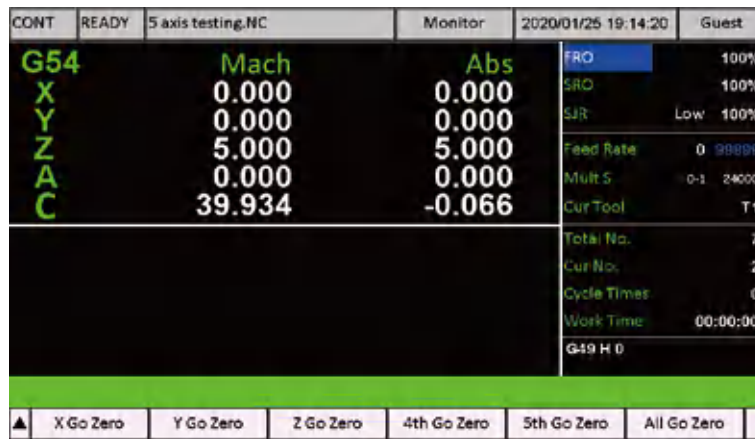 CONT READY 5 axis testing.NC Monitor 2020/01/25 19:14:20 Guest
G54 Mach Abs
X 0.000 0.000
Y 0.000 0.000
Z 5.000 5.000
A 0.000 0.000
C 39.934 -0.066
FRO 100%
SRO 100%
SJR Low 100%
Feed Rate 0
Mult S 0-1 24000
Cur Tool
Total No.
Cur No.
Cycle Times
Work Time 00:00:00
G49 H 0
▲ X Go Zero Y Go Zero Z Go Zero 4th Go Zero 5th Go Zero All Go Zero